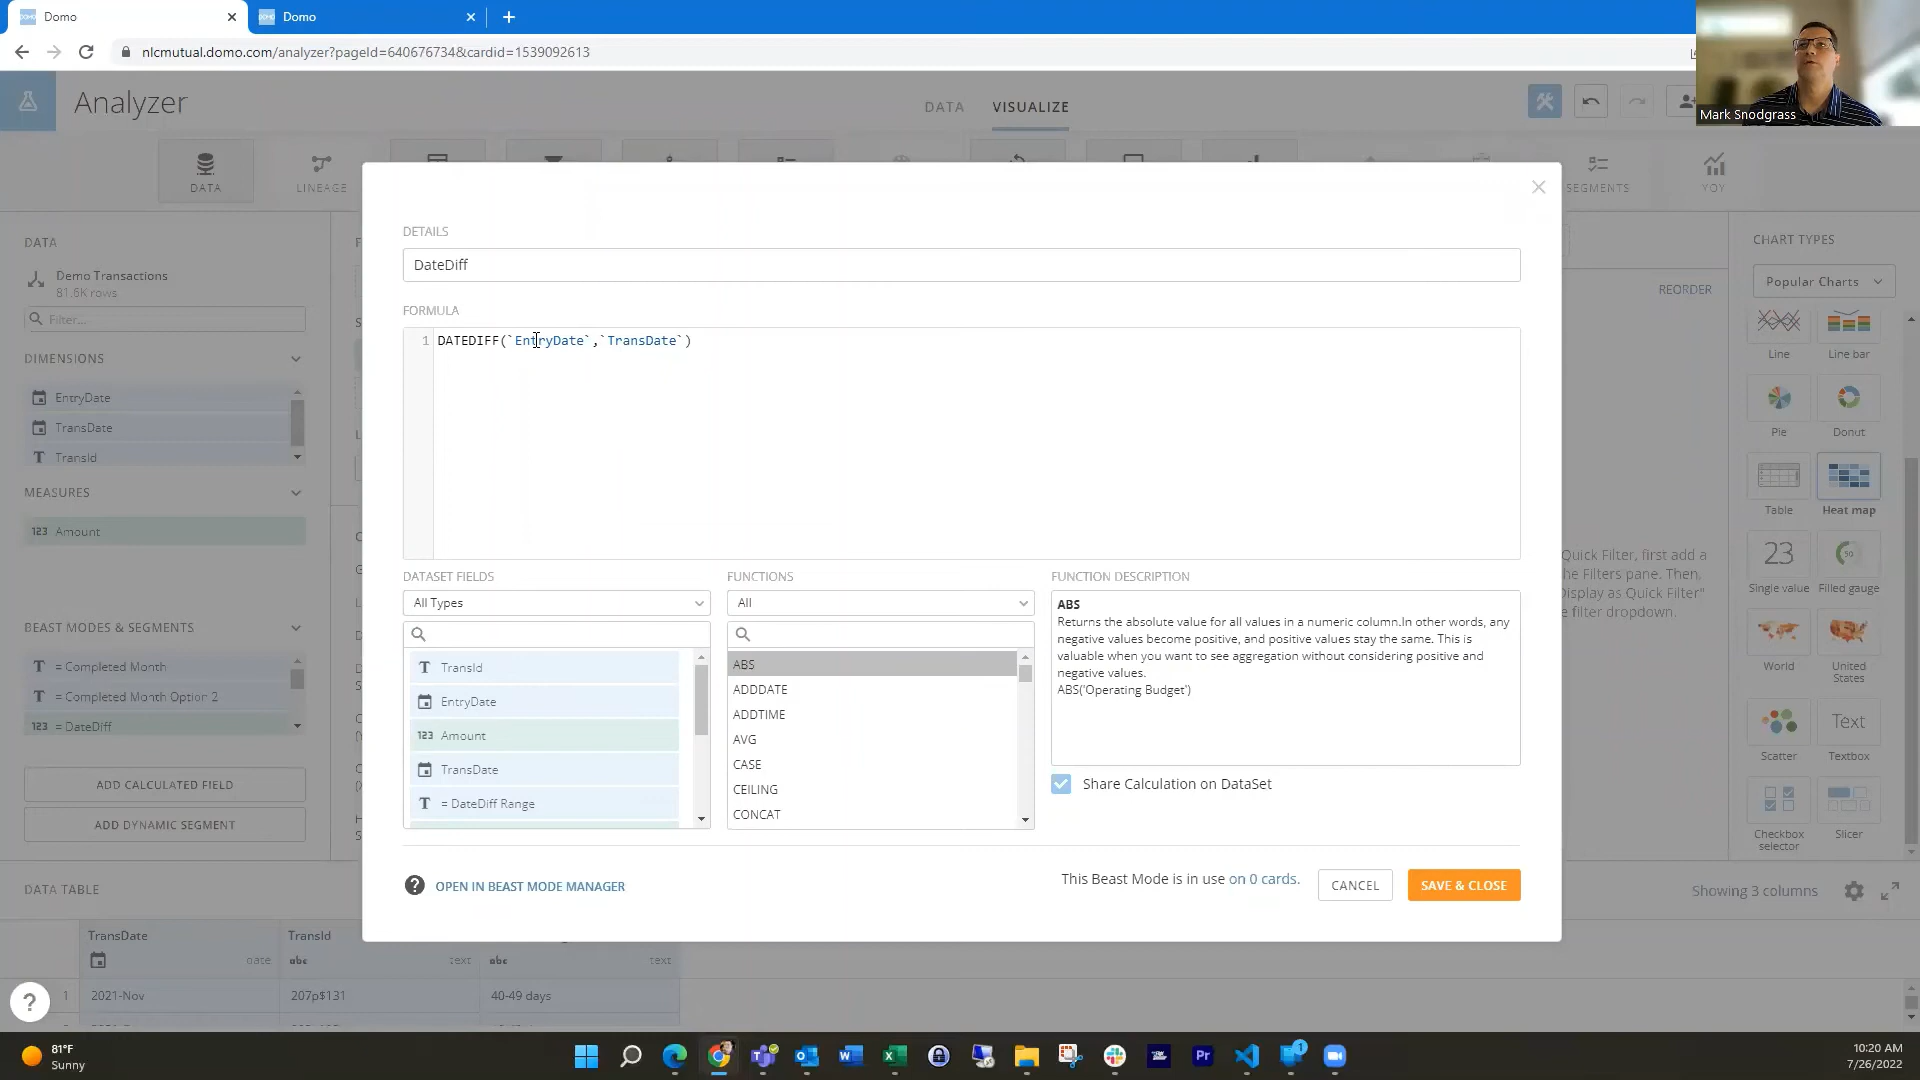 Domo
Domo
nlcmutual.domo.com/analyzer?pageId=640676734&cardid=1539092613
Mark Snodgrass
Analyzer
DATA
VISUALIZE
DATA
LINEAGE
SEGMENTS
YOY
DATA
Demo Transactions
81.6K rows
Filter...
DIMENSIONS
EntryDate
TransDate
T TransId
MEASURES
123 Amount
BEAST MODES & SEGMENTS
T = Completed Month
T = Completed Month Option 2
123 = DateDiff
ADD CALCULATED FIELD
ADD DYNAMIC SEGMENT
DETAILS
DateDiff
FORMULA
1 DATEDIFF(`EntryDate`,`TransDate`)
DATASET FIELDS
All Types
T TransId
EntryDate
123 Amount
TransDate
T = DateDiff Range
FUNCTIONS
All
ABS
ADDDATE
ADDTIME
AVG
CASE
CEILING
CONCAT
FUNCTION DESCRIPTION
ABS
Returns the absolute value for all values in a numeric column.In other words, any
negative values become positive, and positive values stay the same. This is
valuable when you want to see aggregation without considering positive and
negative values.
ABS('Operating Budget')
Share Calculation on DataSet
? OPEN IN BEAST MODE MANAGER
This Beast Mode is in use on 0 cards.
CANCEL
SAVE & CLOSE
REORDER
Quick Filter, first add a
he Filters pane. Then,
Display as Quick Filter"
e filter dropdown.
CHART TYPES
Popular Charts
Line
Line bar
Pie
Donut
Table
Heat map
23
50
Single value
Filled gauge
World
United
States
Text
Scatter
Textbox
Checkbox
selector
Slicer
DATA TABLE
Showing 3 columns
TransDate
TransId
date
abc
text
abc
text
1
2021-Nov
207p$131
40-49 days
?
81°F
Sunny
Pr
1
10:20 AM
7/26/2022